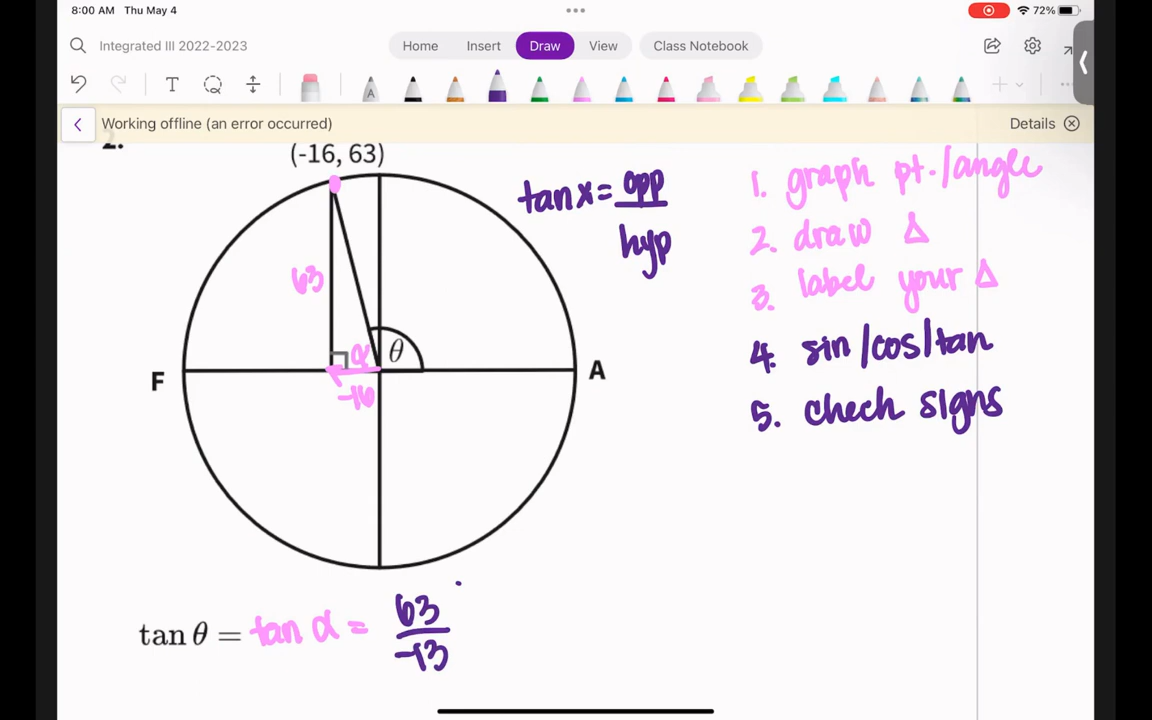 8:00 AM Thu May 4
72%
Integrated III 2022-2023
Home Insert Draw View Class Notebook
T
A
Working offline (an error occurred) Details
2.
(-16, 63)
tan x = opp
hyp
1. graph pt./angle
2. draw Δ
3. label your Δ
4. sin/cos/tan
5. chech signs
63
α
θ
-16
F
A
tan θ = tan α = 63
-13